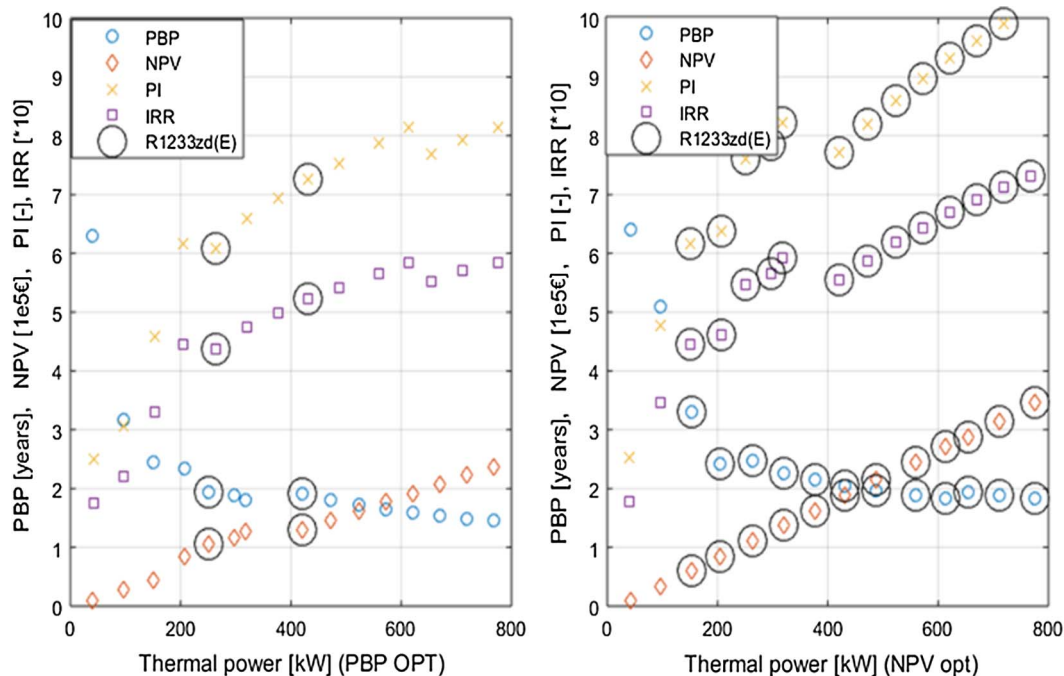 PBP [years],   NPV [1e5€],   PI [-], IRR [*10]
10
9
8
7
6
5
4
3
2
1
0
PBP
NPV
PI
IRR
R1233zd(E)
0 200 400 600 800
Thermal power [kW] (PBP OPT)
PBP [years],   NPV [1e5€],   PI [-], IRR [*10]
10
9
8
7
6
5
4
3
2
1
0
PBP
NPV
PI
IRR
R1233zd(E)
0 200 400 600 800
Thermal power [kW] (NPV opt)